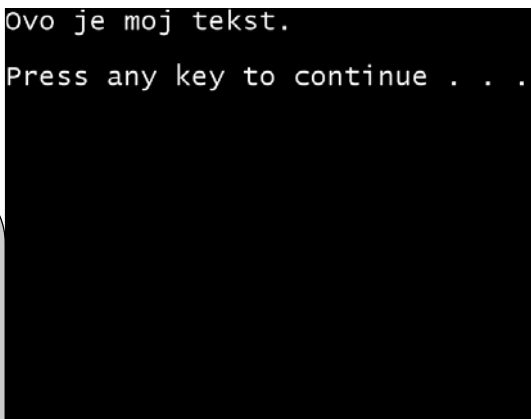 Ovo je moj tekst.
Press any key to continue . . .